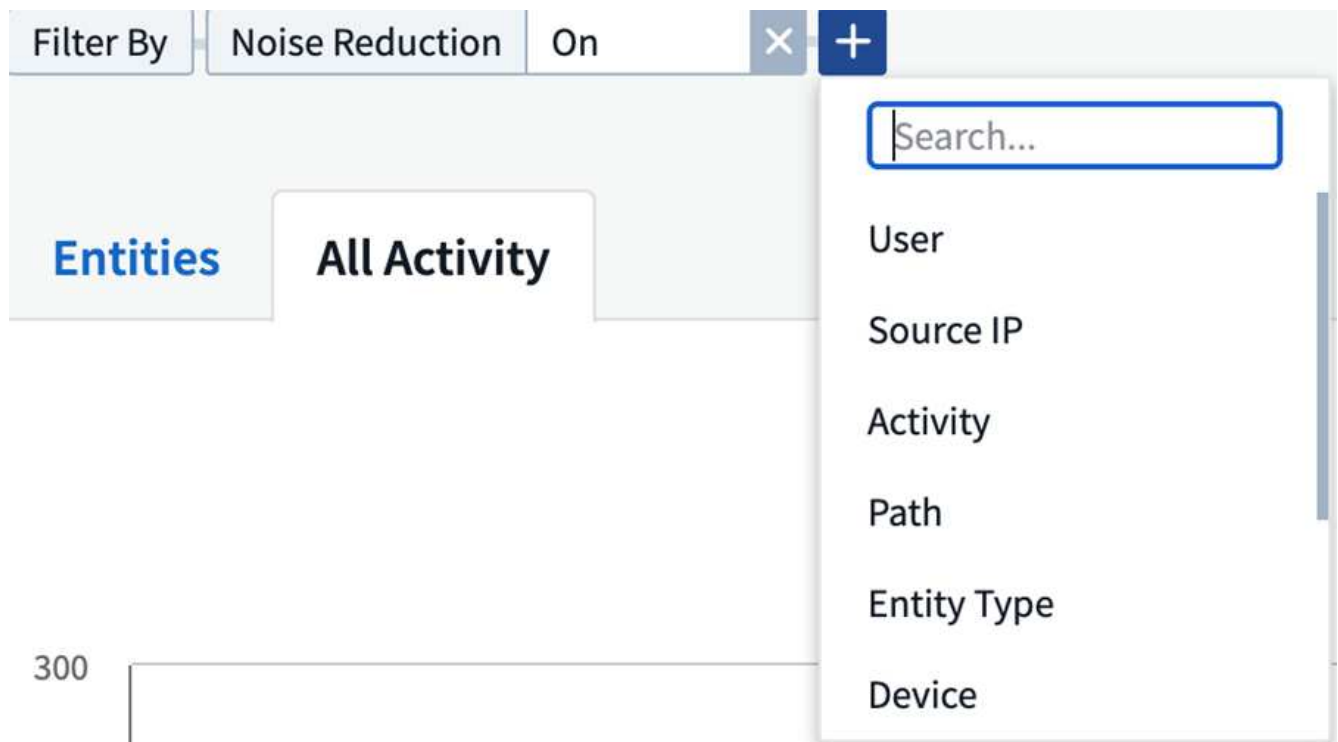 Filter By Noise Reduction On × +
Search...
Entities All Activity
User
Source IP
Activity
Path
Entity Type
Device
300